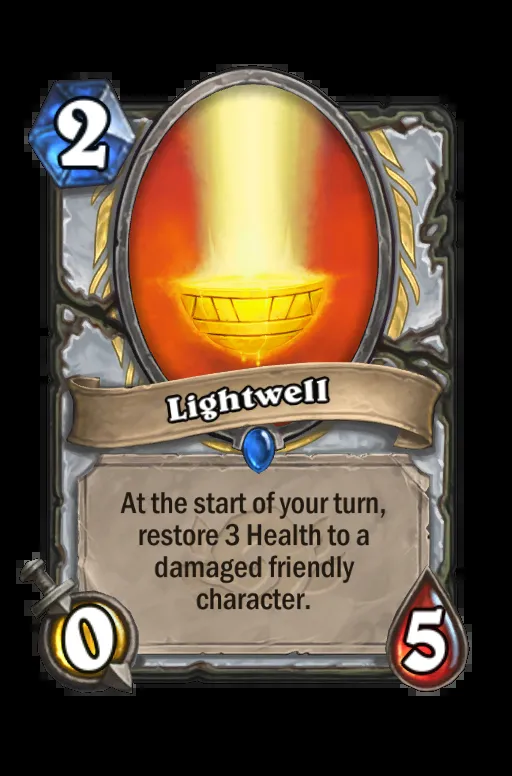 2
Lightwell
At the start of your turn,
restore 3 Health to a
damaged friendly
character.
0
5